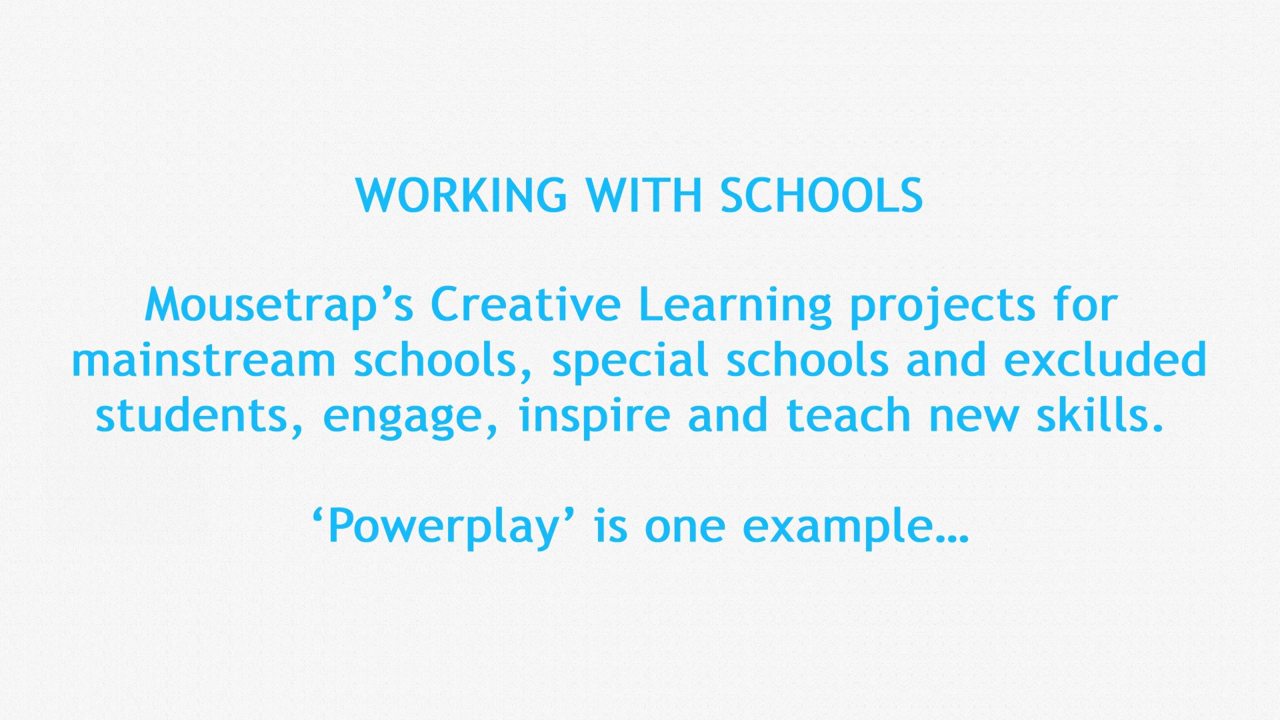 WORKING WITH SCHOOLS
Mousetrap’s Creative Learning projects for
mainstream schools, special schools and excluded
students, engage, inspire and teach new skills.
‘Powerplay’ is one example…